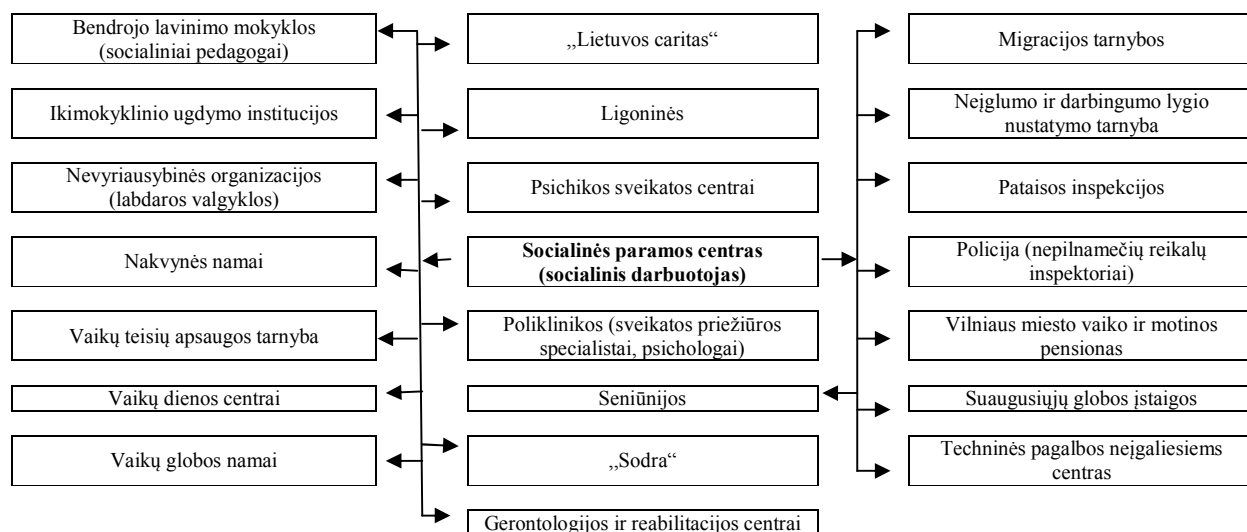 Bendrojo lavinimo mokyklos
(socialiniai pedagogai)
Ikimokyklinio ugdymo institucijos
Nevyriausybinės organizacijos
(labdaros valgyklos)
Nakvynės namai
Vaikų teisių apsaugos tarnyba
Vaikų dienos centrai
Vaikų globos namai
„Lietuvos caritas“
Ligoninės
Psichikos sveikatos centrai
Socialinės paramos centras
(socialinis darbuotojas)
Poliklinikos (sveikatos priežiūros
specialistai, psichologai)
Seniūnijos
„Sodra“
Gerontologijos ir reabilitacijos centrai
Migracijos tarnybos
Neįglumo ir darbingumo lygio
nustatymo tarnyba
Pataisos inspekcijos
Policija (nepilnamečių reikalų
inspektoriai)
Vilniaus miesto vaiko ir motinos
pensionas
Suaugusiųjų globos įstaigos
Techninės pagalbos neįgaliesiems
centras